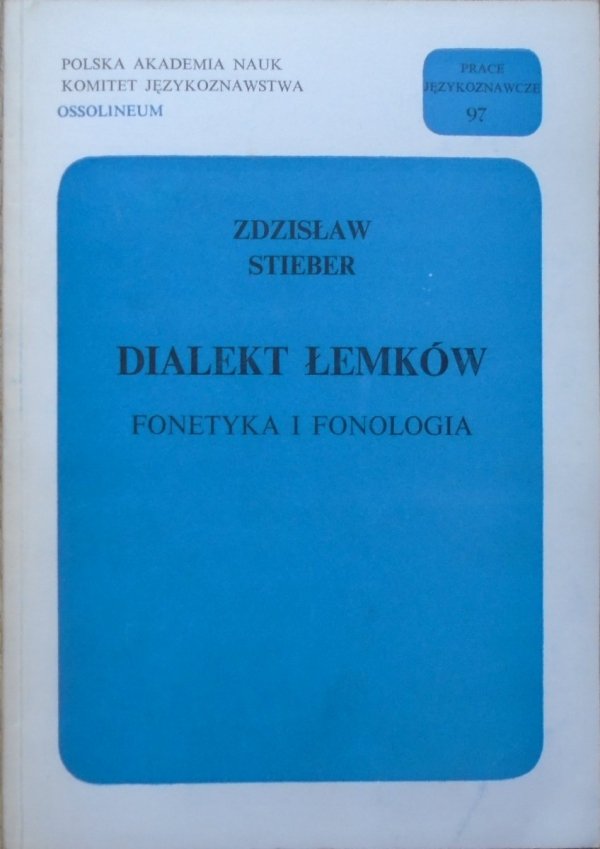 POLSKA AKADEMIA NAUK
KOMITET JĘZYKOZNAWSTWA
OSSOLINEUM
PRACE
JĘZYKOZNAWCZE
97
ZDZISŁAW
STIEBER
DIALEKT ŁEMKÓW
FONETYKA I FONOLOGIA